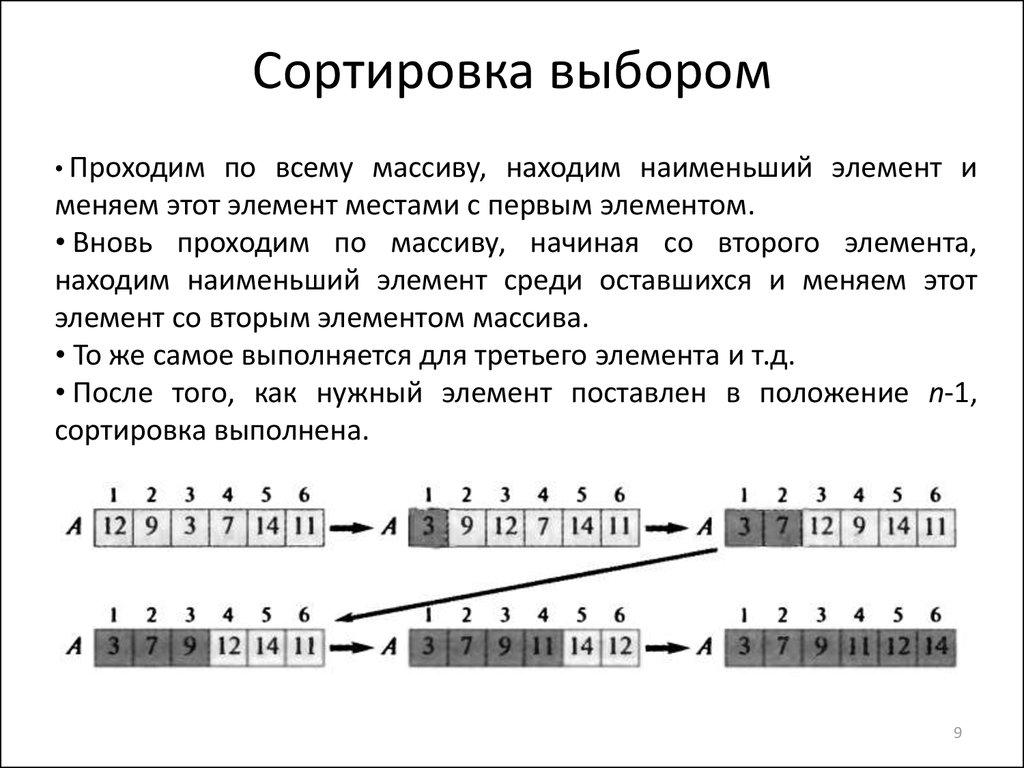 Сортировка выбором
• Проходим по всему массиву, находим наименьший элемент и
меняем этот элемент местами с первым элементом.
• Вновь проходим по массиву, начиная со второго элемента,
находим наименьший элемент среди оставшихся и меняем этот
элемент со вторым элементом массива.
• То же самое выполняется для третьего элемента и т.д.
• После того, как нужный элемент поставлен в положение n-1,
сортировка выполнена.
1 2 3 4 5 6 1 2 3 4 5 6 1 2 3 4 5 6
A 12 9 3 7 14 11 A 3 9 12 7 14 11 A 3 7 12 9 14 11
1 2 3 4 5 6 1 2 3 4 5 6 1 2 3 4 5 6
A 3 7 9 12 14 11 A 3 7 9 11 14 12 A 3 7 9 11 12 14
9